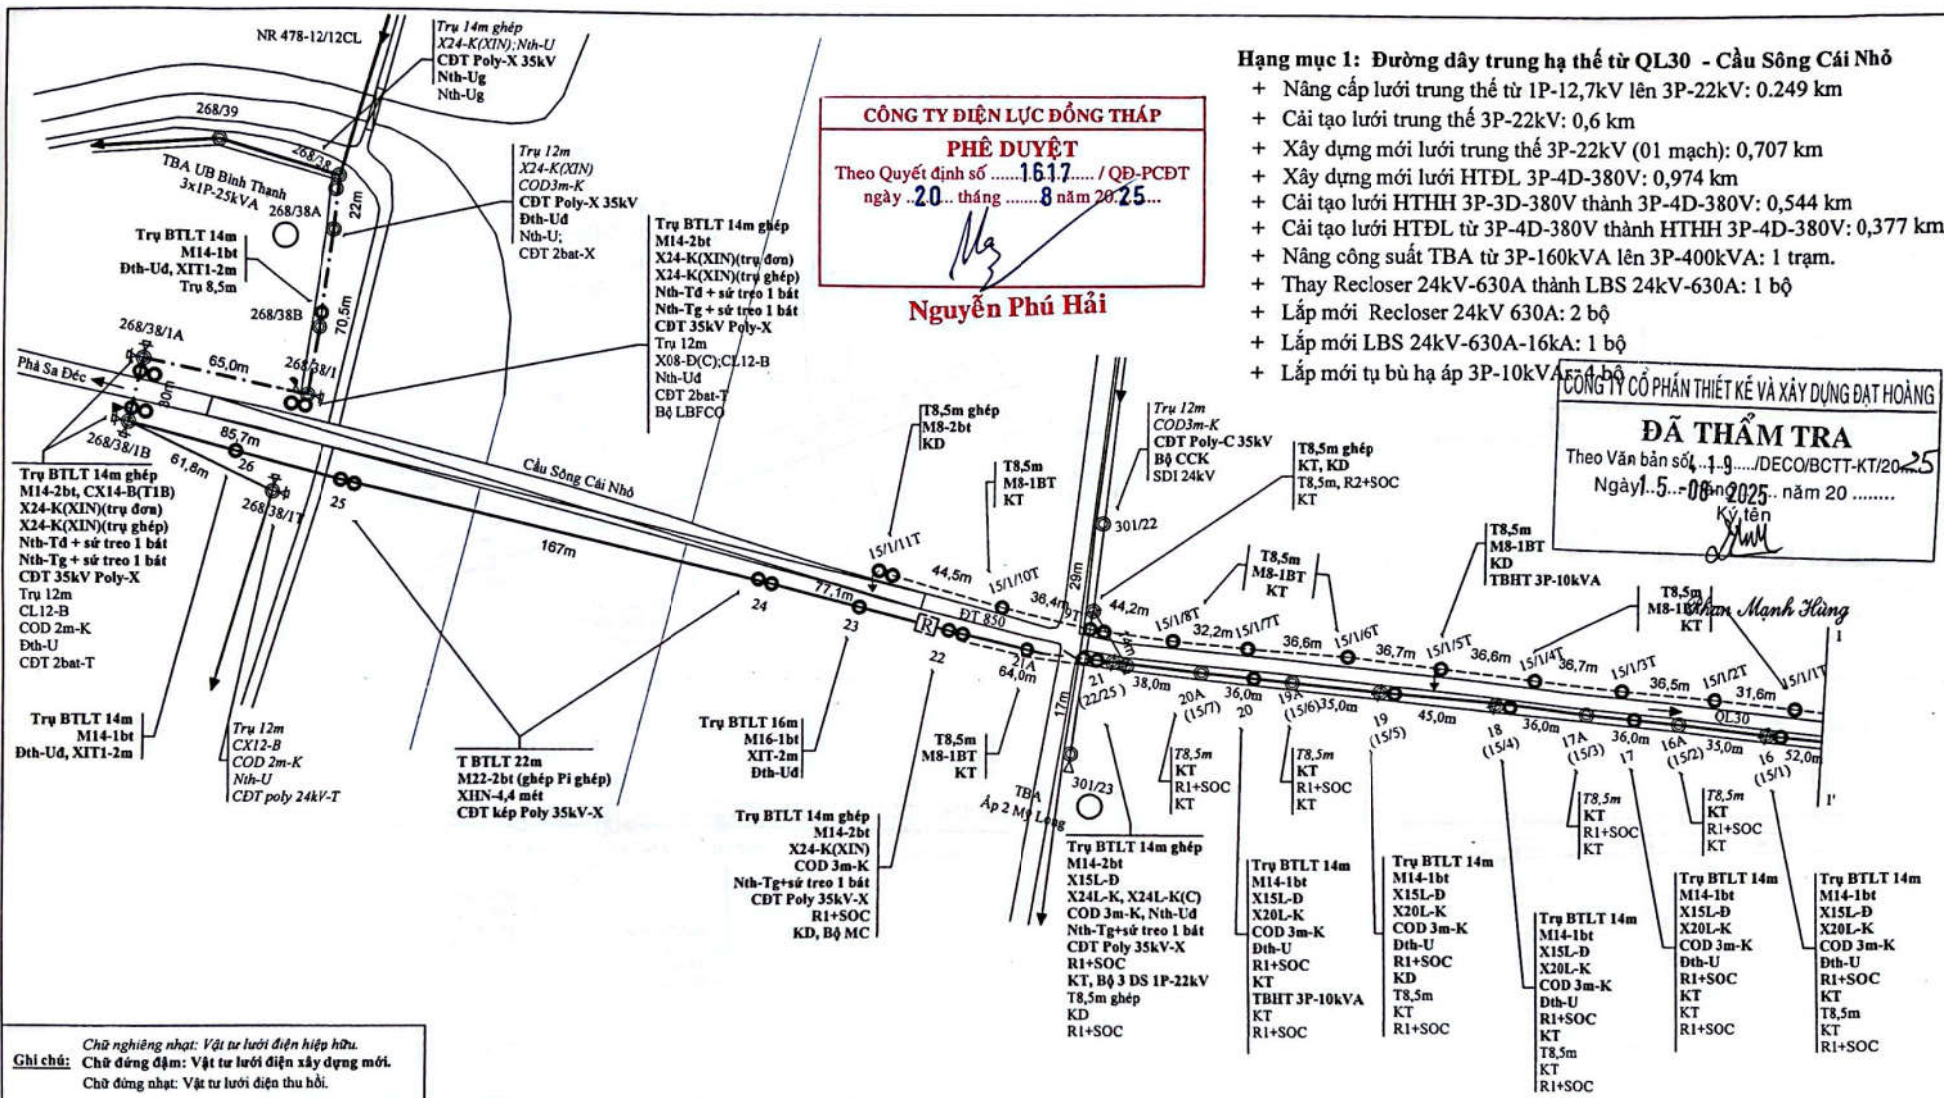 NR 478-12/12CL
Trụ 14m ghép
X24-K(XIN);Nth-U
CĐT Poly-X 35kV
Nth-Ug
Nth-Ug
268/39
268/38
TBA UB Bình Thạnh
3x1P-25kVA
268/38A
22m
Trụ 12m
X24-K(XIN)
COD3m-K
CĐT Poly-X 35kV
Đth-Uđ
Nth-U;
CĐT 2bat-X
Trụ BTLT 14m
M14-1bt
Đth-Uđ, XIT1-2m
Trụ 8,5m
268/38B
70,5m
Trụ BTLT 14m ghép
M14-2bt
X24-K(XIN)(trụ đơn)
X24-K(XIN)(trụ ghép)
Nth-Tđ + sứ treo 1 bát
Nth-Tg + sứ treo 1 bát
CĐT 35kV Poly-X
Trụ 12m
X08-Đ(C);CL12-B
Nth-Uđ
CĐT 2bat-T
Bộ LBFCO
CÔNG TY ĐIỆN LỰC ĐỒNG THÁP
PHÊ DUYỆT
Theo Quyết định số ......1617...... / QĐ-PCĐT
ngày ..20.. tháng .......8 năm 20.25....
Nguyễn Phú Hải
Hạng mục 1: Đường dây trung hạ thế từ QL30 - Cầu Sông Cái Nhỏ
+ Nâng cấp lưới trung thế từ 1P-12,7kV lên 3P-22kV: 0.249 km
+ Cải tạo lưới trung thế 3P-22kV: 0,6 km
+ Xây dựng mới lưới trung thế 3P-22kV (01 mạch): 0,707 km
+ Xây dựng mới lưới HTĐL 3P-4D-380V: 0,974 km
+ Cải tạo lưới HTHH 3P-3D-380V thành 3P-4D-380V: 0,544 km
+ Cải tạo lưới HTĐL từ 3P-4D-380V thành HTHH 3P-4D-380V: 0,377 km
+ Nâng công suất TBA từ 3P-160kVA lên 3P-400kVA: 1 trạm.
+ Thay Recloser 24kV-630A thành LBS 24kV-630A: 1 bộ
+ Lắp mới Recloser 24kV 630A: 2 bộ
+ Lắp mới LBS 24kV-630A-16kA: 1 bộ
+ Lắp mới tụ bù hạ áp 3P-10kVAr: 4 bộ
CÔNG TY CỔ PHẦN THIẾT KẾ VÀ XÂY DỰNG ĐẠT HOÀNG
ĐÃ THẨM TRA
Theo Văn bản số 4.1.9...../DECO/BCTT-KT/20.25
Ngày 1.5.-08 2025.. năm 20 ........
Ký tên
Phan Mạnh Hùng
268/38/1A
65,0m
268/38/1
Phà Sa Đéc
30m
268/38/1B
85,7m
61,8m
26
268/38/1T
25
Cầu Sông Cái Nhỏ
167m
24
77,1m
23
R
22
ĐT 850
21A
64,0m
Trụ BTLT 14m ghép
M14-2bt, CX14-B(T1B)
X24-K(XIN)(trụ đơn)
X24-K(XIN)(trụ ghép)
Nth-Tđ + sứ treo 1 bát
Nth-Tg + sứ treo 1 bát
CĐT 35kV Poly-X
Trụ 12m
CL12-B
COD 2m-K
Đth-U
CĐT 2bat-T
Trụ BTLT 14m
M14-1bt
Đth-Uđ, XIT1-2m
Trụ 12m
CX12-B
COD 2m-K
Nth-U
CĐT poly 24kV-T
T BTLT 22m
M22-2bt (ghép Pi ghép)
XHN-4,4 mét
CĐT kép Poly 35kV-X
T8,5m ghép
M8-2bt
KD
T8,5m
M8-1BT
KT
Trụ 12m
COD3m-K
CĐT Poly-C 35kV
Bộ CCK
SDI 24kV
T8,5m ghép
KT, KD
T8,5m, R2+SOC
KT
301/22
T8,5m
M8-1BT
KT
T8,5m
M8-1BT
KD
TBHT 3P-10kVA
T8,5m
M8-1BT
KT
15/1/11T
44,5m
15/1/10T
36,4m
9T
29m
44,2m
15/1/8T
32,2m
15/1/7T
36,6m
15/1/6T
36,7m
15/1/5T
36,6m
15/1/4T
36,7m
15/1/3T
36,5m
15/1/2T
31,6m
15/1/1T
1
QL30
17m
21
(22/25)
38,0m
20A
(15/7)
36,0m
20
19A
(15/6)
35,0m
19
(15/5)
45,0m
18
(15/4)
36,0m
17A
(15/3)
36,0m
17
16A
(15/2)
35,0m
16
(15/1)
52,0m
1'
Trụ BTLT 16m
M16-1bt
XIT-2m
Đth-Uđ
T8,5m
M8-1BT
KT
TBA
Ấp 2 Mỹ Long
301/23
T8,5m
KT
R1+SOC
KT
T8,5m
KT
R1+SOC
KT
T8,5m
KT
R1+SOC
KT
T8,5m
KT
R1+SOC
KT
Trụ BTLT 14m ghép
M14-2bt
X24-K(XIN)
COD 3m-K
Nth-Tg+sứ treo 1 bát
CĐT Poly 35kV-X
R1+SOC
KD, Bộ MC
Trụ BTLT 14m ghép
M14-2bt
X15L-Đ
X24L-K, X24L-K(C)
COD 3m-K, Nth-Uđ
Nth-Tg+sứ treo 1 bát
CĐT Poly 35kV-X
R1+SOC
KT, Bộ 3 DS 1P-22kV
T8,5m ghép
KD
R1+SOC
Trụ BTLT 14m
M14-1bt
X15L-Đ
X20L-K
COD 3m-K
Đth-U
R1+SOC
KT
TBHT 3P-10kVA
KT
R1+SOC
Trụ BTLT 14m
M14-1bt
X15L-Đ
X20L-K
COD 3m-K
Đth-U
R1+SOC
KD
T8,5m
KT
R1+SOC
Trụ BTLT 14m
M14-1bt
X15L-Đ
X20L-K
COD 3m-K
Đth-U
R1+SOC
KT
T8,5m
KT
R1+SOC
Trụ BTLT 14m
M14-1bt
X15L-Đ
X20L-K
COD 3m-K
Đth-U
R1+SOC
KT
KT
R1+SOC
Trụ BTLT 14m
M14-1bt
X15L-Đ
X20L-K
COD 3m-K
Đth-U
R1+SOC
KT
T8,5m
KT
R1+SOC
Ghi chú:
Chữ nghiêng nhạt: Vật tư lưới điện hiện hữu.
Chữ đứng đậm: Vật tư lưới điện xây dựng mới.
Chữ đứng nhạt: Vật tư lưới điện thu hồi.